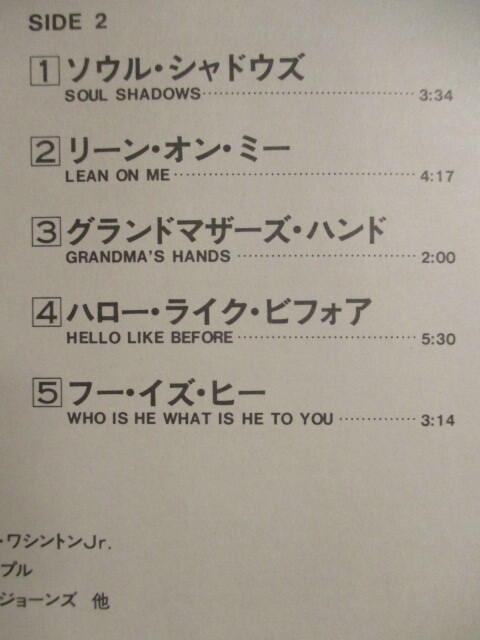 SIDE 2
1 ソウル・シャドウズ
SOUL SHADOWS 3:34
2 リーン・オン・ミー
LEAN ON ME 4:17
3 グランドマザーズ・ハンド
GRANDMA'S HANDS 2:00
4 ハロー・ライク・ビフォア
HELLO LIKE BEFORE 5:30
5 フー・イズ・ヒー
WHO IS HE WHAT IS HE TO YOU 3:14
・ワシントンJr.
プル
ジョーンズ 他